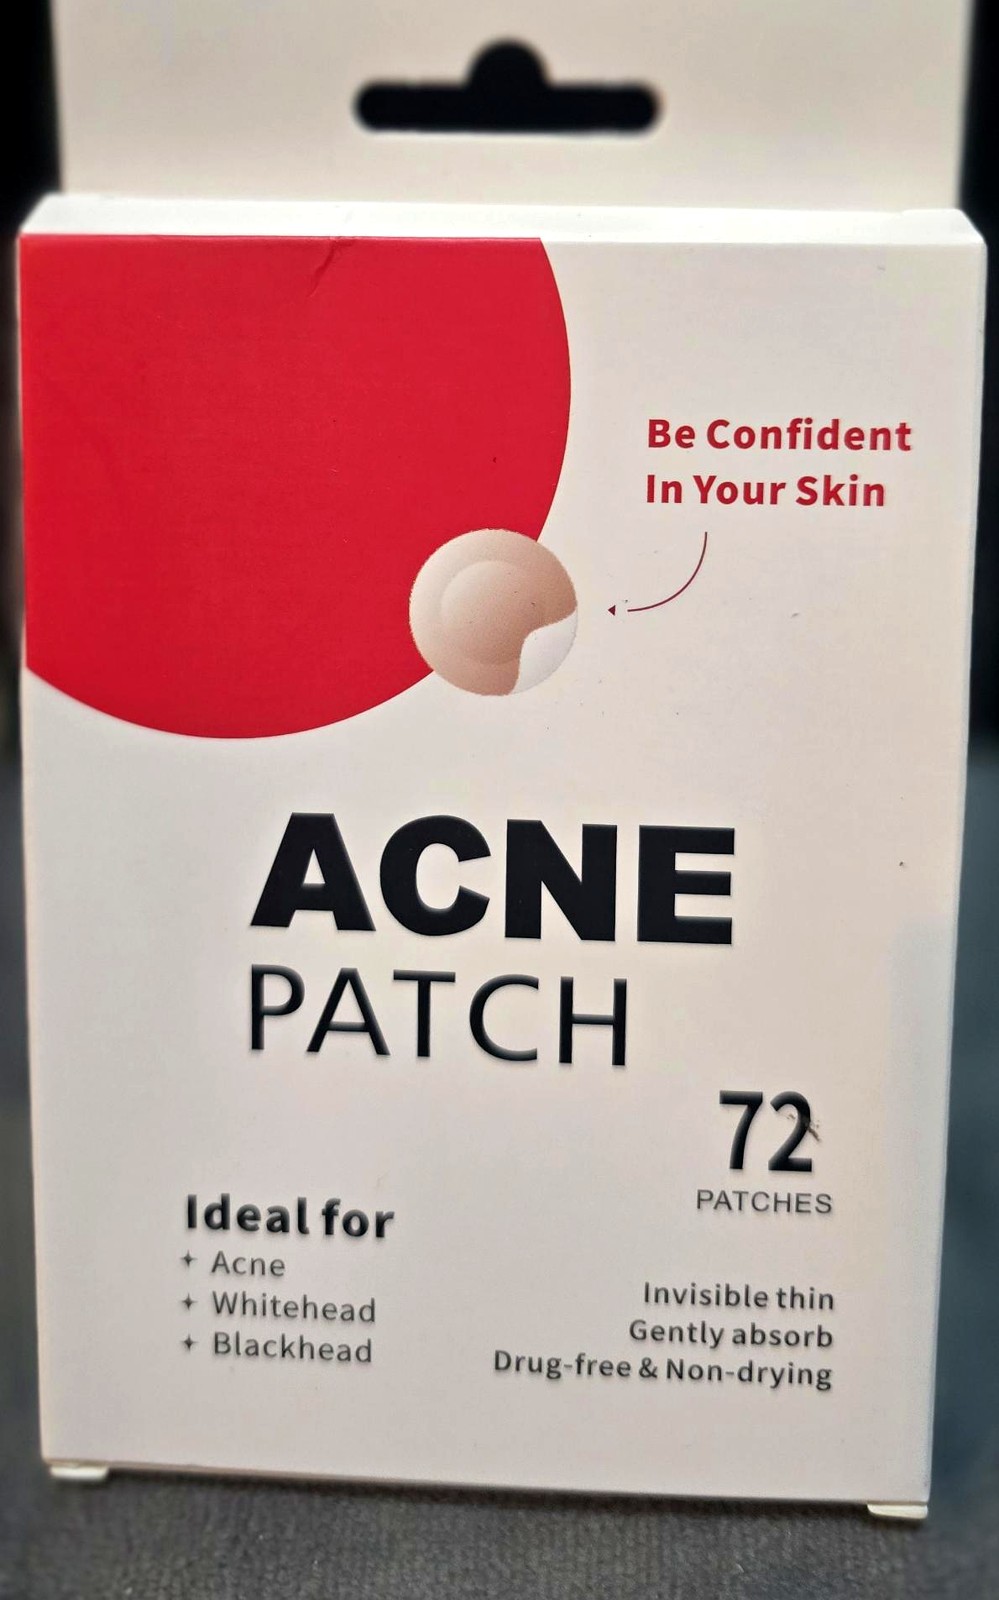 Be Confident
In Your Skin
ACNE
PATCH
72
PATCHES
Ideal for
Acne
Whitehead
Blackhead
Invisible thin
Gently absorb
Drug-free & Non-drying